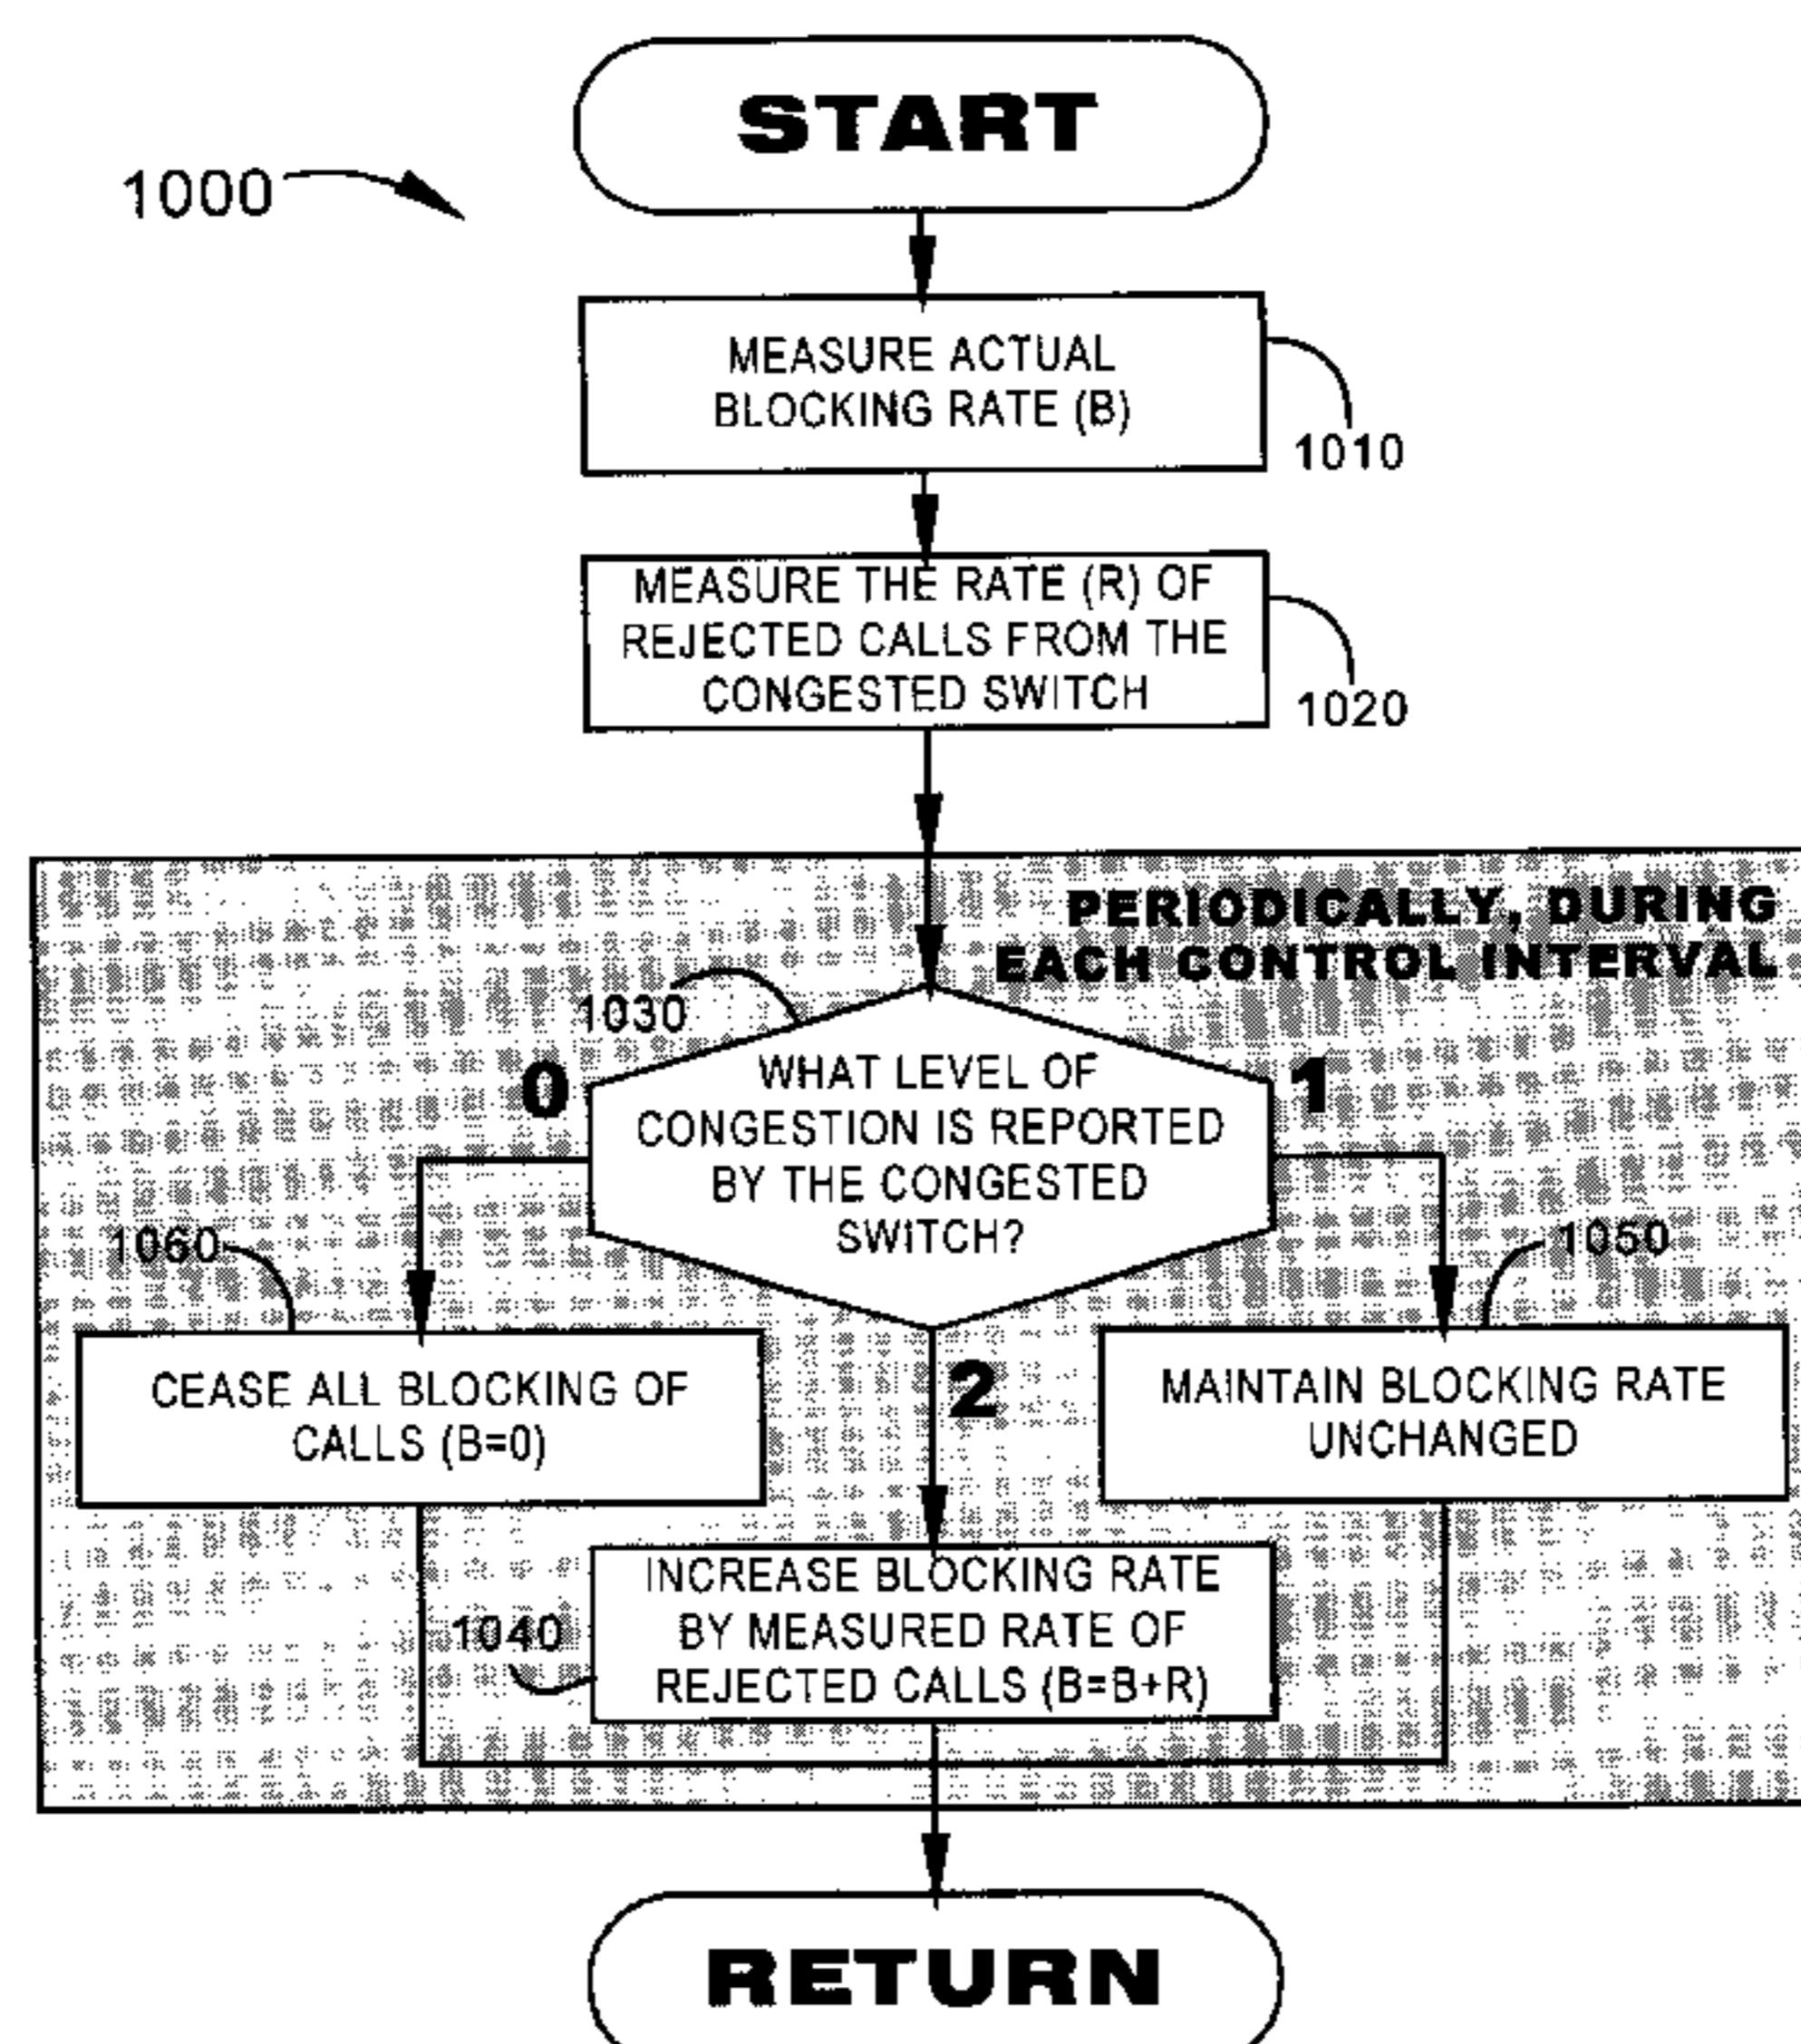 START
1000
MEASURE ACTUAL
BLOCKING RATE (B)
1010
MEASURE THE RATE (R) OF
REJECTED CALLS FROM THE
CONGESTED SWITCH
1020
PERIODICALLY, DURING
EACH CONTROL INTERVAL
1030
0
WHAT LEVEL OF
CONGESTION IS REPORTED
BY THE CONGESTED
SWITCH?
1
1060
1050
CEASE ALL BLOCKING OF
CALLS (B=0)
2
MAINTAIN BLOCKING RATE
UNCHANGED
INCREASE BLOCKING RATE
BY MEASURED RATE OF
REJECTED CALLS (B=B+R)
1040
RETURN